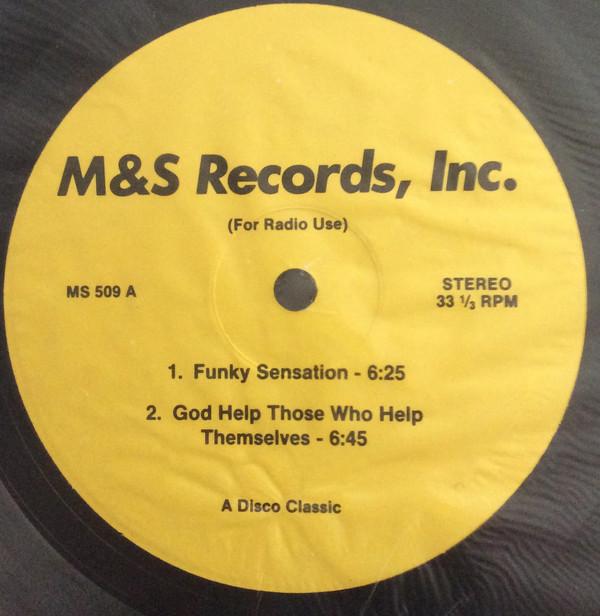 M&S Records, Inc.
(For Radio Use)
MS 509 A
STEREO
33 1/3 RPM
1. Funky Sensation - 6:25
2. God Help Those Who Help
Themselves - 6:45
A Disco Classic